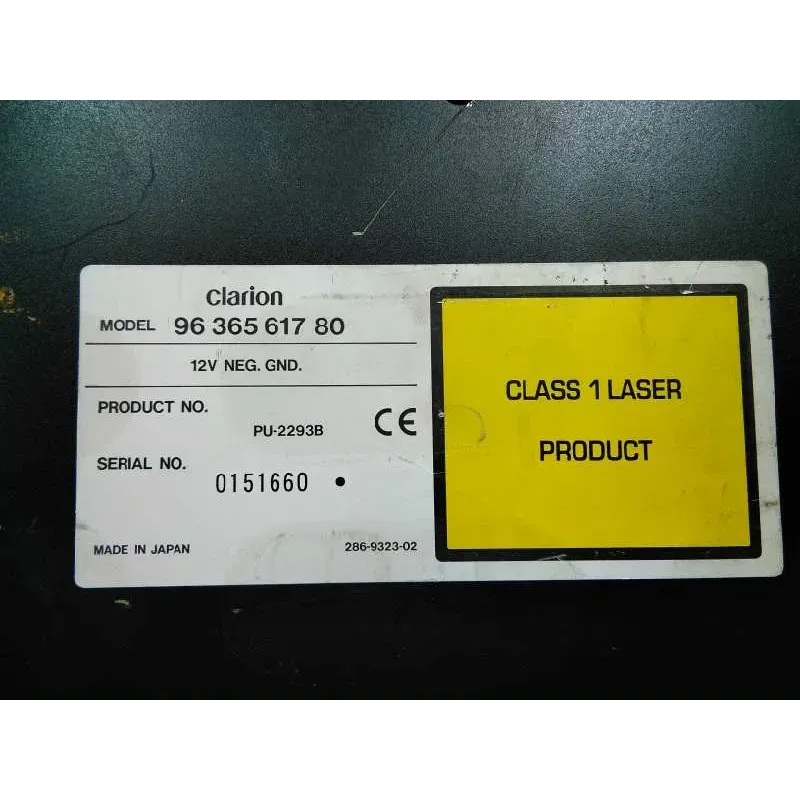 Clarion
MODEL 96 365 617 80
12V NEG. GND.
PRODUCT NO.
PU-2293B
CE
SERIAL NO.
0151660
MADE IN JAPAN
286-9323-02
CLASS 1 LASER
PRODUCT